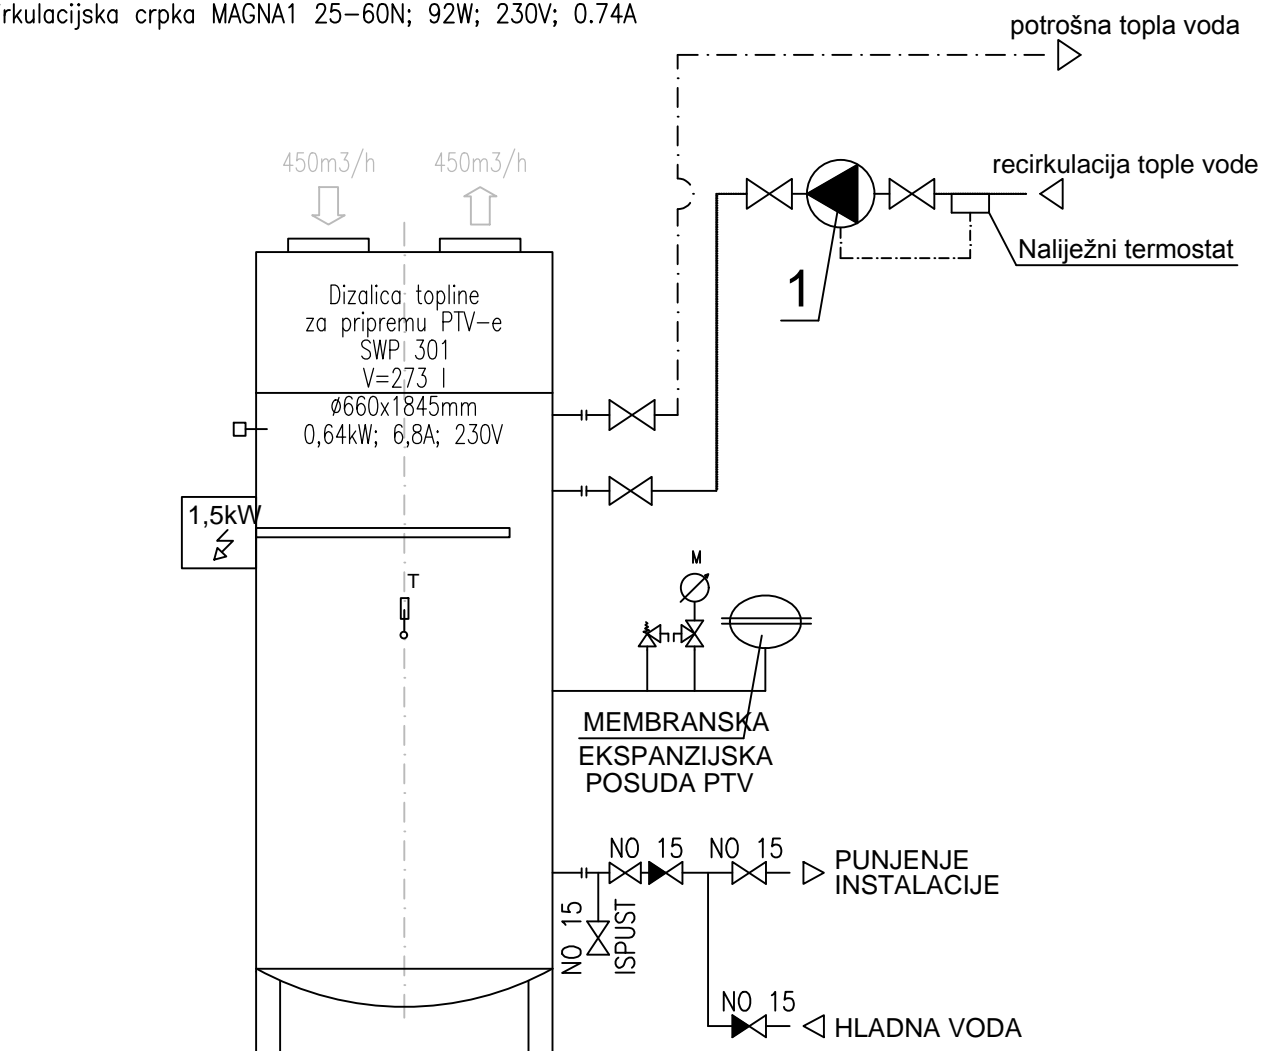 rkulacijska crpka MAGNA1 25-60N; 92W; 230V; 0.74A
potrošna topla voda
450m3/h
450m3/h
recirkulacija tople vode
Naliježni termostat
1
Dizalica topline
za pripremu PTV-e
SWP 301
V=273 l
ø660x1845mm
0,64kW; 6,8A; 230V
1,5kW
T
M
MEMBRANSKA
EKSPANZIJSKA
POSUDA PTV
NO 15
NO 15
PUNJENJE
INSTALACIJE
NO 15
ISPUST
NO 15
HLADNA VODA